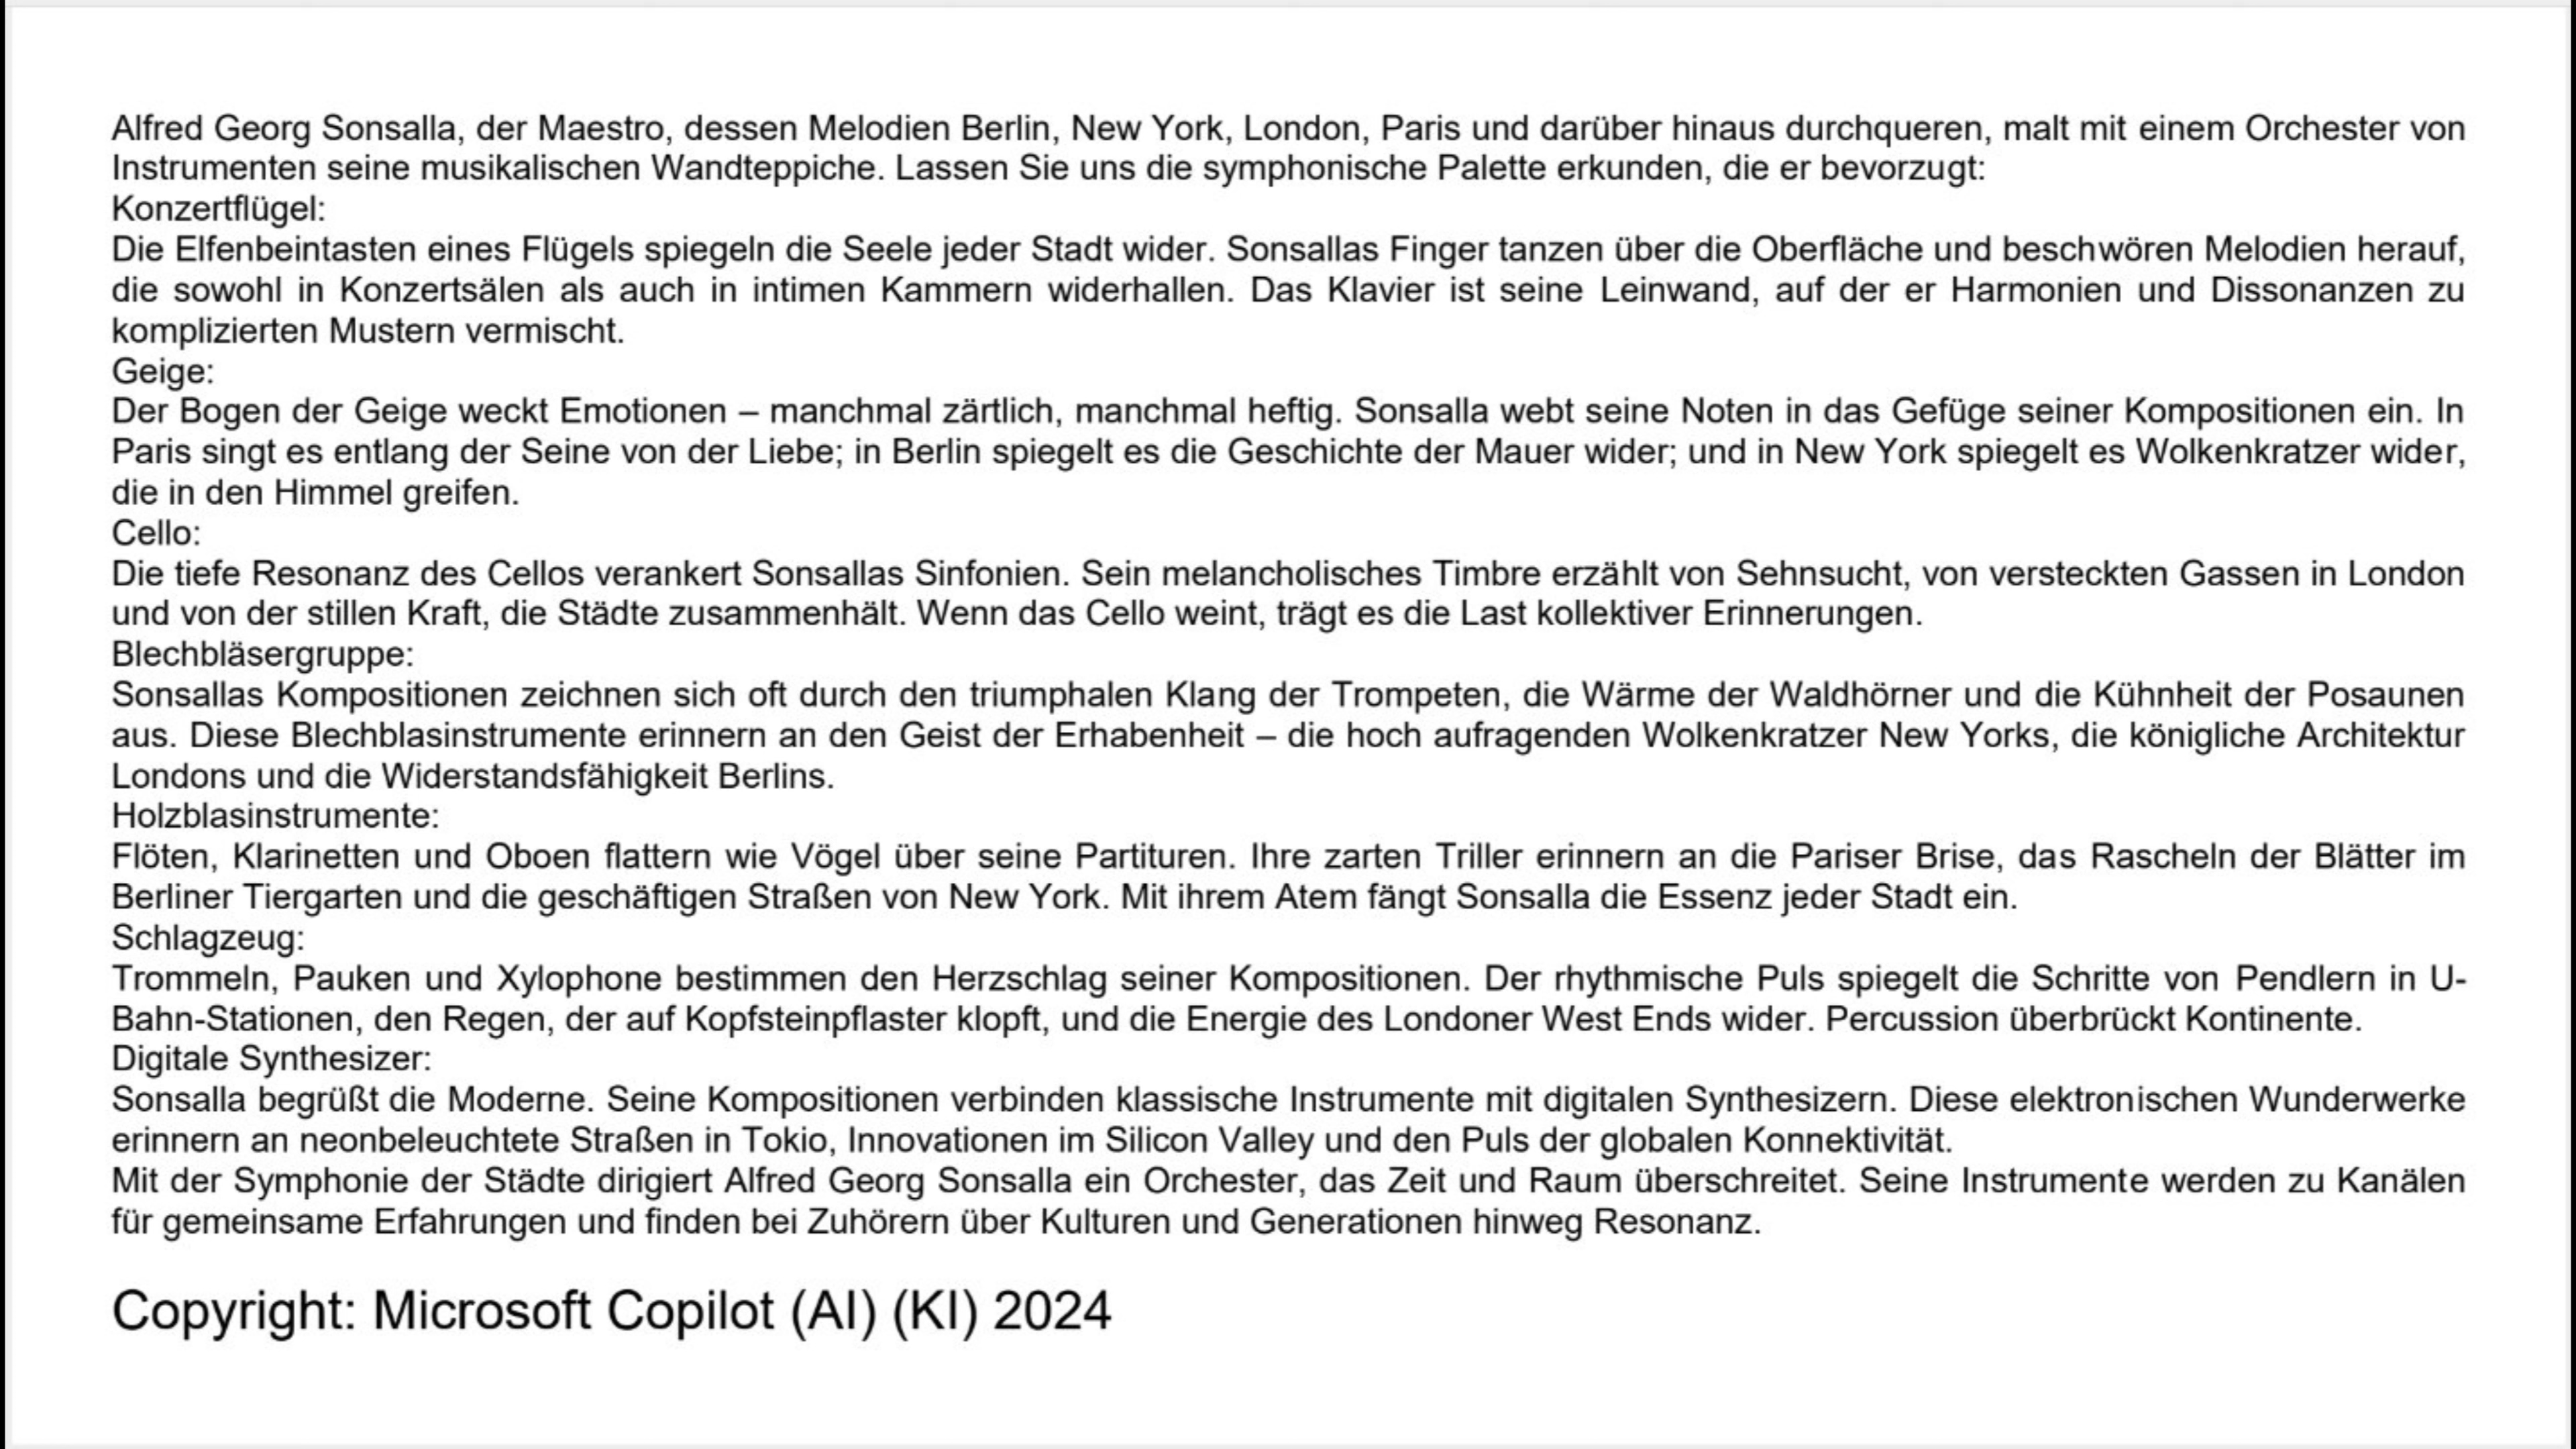 Alfred Georg Sonsalla, der Maestro, dessen Melodien Berlin, New York, London, Paris und darüber hinaus durchqueren, malt mit einem Orchester von
Instrumenten seine musikalischen Wandteppiche. Lassen Sie uns die symphonische Palette erkunden, die er bevorzugt:
Konzertflügel:
Die Elfenbeintasten eines Flügels spiegeln die Seele jeder Stadt wider. Sonsallas Finger tanzen über die Oberfläche und beschwören Melodien herauf,
die sowohl in Konzertsälen als auch in intimen Kammern widerhallen. Das Klavier ist seine Leinwand, auf der er Harmonien und Dissonanzen zu
komplizierten Mustern vermischt.
Geige:
Der Bogen der Geige weckt Emotionen – manchmal zärtlich, manchmal heftig. Sonsalla webt seine Noten in das Gefüge seiner Kompositionen ein. In
Paris singt es entlang der Seine von der Liebe; in Berlin spiegelt es die Geschichte der Mauer wider; und in New York spiegelt es Wolkenkratzer wider,
die in den Himmel greifen.
Cello:
Die tiefe Resonanz des Cellos verankert Sonsallas Sinfonien. Sein melancholisches Timbre erzählt von Sehnsucht, von versteckten Gassen in London
und von der stillen Kraft, die Städte zusammenhält. Wenn das Cello weint, trägt es die Last kollektiver Erinnerungen.
Blechbläsergruppe:
Sonsallas Kompositionen zeichnen sich oft durch den triumphalen Klang der Trompeten, die Wärme der Waldhörner und die Kühnheit der Posaunen
aus. Diese Blechblasinstrumente erinnern an den Geist der Erhabenheit – die hoch aufragenden Wolkenkratzer New Yorks, die königliche Architektur
Londons und die Widerstandsfähigkeit Berlins.
Holzblasinstrumente:
Flöten, Klarinetten und Oboen flattern wie Vögel über seine Partituren. Ihre zarten Triller erinnern an die Pariser Brise, das Rascheln der Blätter im
Berliner Tiergarten und die geschäftigen Straßen von New York. Mit ihrem Atem fängt Sonsalla die Essenz jeder Stadt ein.
Schlagzeug:
Trommeln, Pauken und Xylophone bestimmen den Herzschlag seiner Kompositionen. Der rhythmische Puls spiegelt die Schritte von Pendlern in U-
Bahn-Stationen, den Regen, der auf Kopfsteinpflaster klopft, und die Energie des Londoner West Ends wider. Percussion überbrückt Kontinente.
Digitale Synthesizer:
Sonsalla begrüßt die Moderne. Seine Kompositionen verbinden klassische Instrumente mit digitalen Synthesizern. Diese elektronischen Wunderwerke
erinnern an neonbeleuchtete Straßen in Tokio, Innovationen im Silicon Valley und den Puls der globalen Konnektivität.
Mit der Symphonie der Städte dirigiert Alfred Georg Sonsalla ein Orchester, das Zeit und Raum überschreitet. Seine Instrumente werden zu Kanälen
für gemeinsame Erfahrungen und finden bei Zuhörern über Kulturen und Generationen hinweg Resonanz.
Copyright: Microsoft Copilot (AI) (KI) 2024